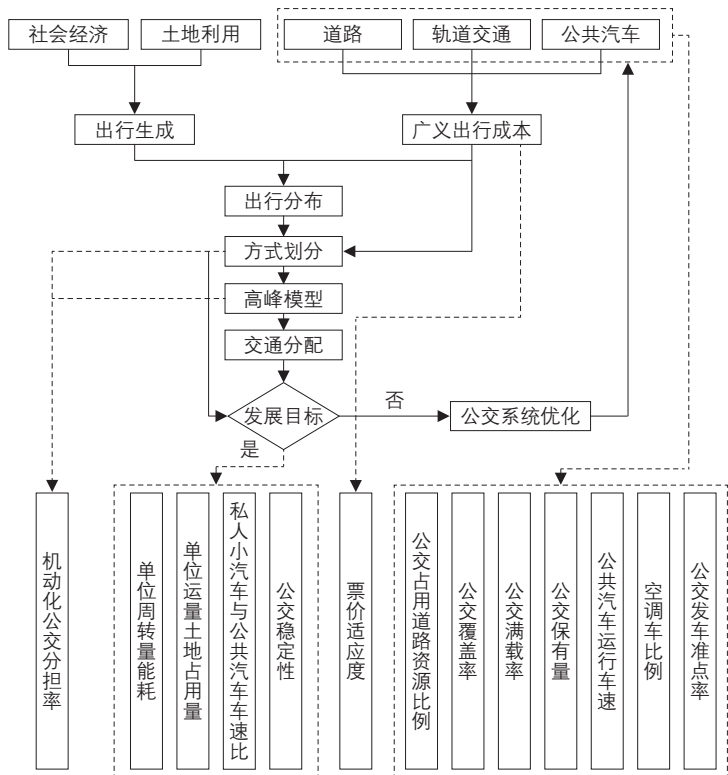 社会经济
土地利用
道路
轨道交通
公共汽车
出行生成
广义出行成本
出行分布
方式划分
高峰模型
交通分配
发展目标
否
公交系统优化
是
机动化公交分担率
单位周转量能耗
单位运量土地占用量
私人小汽车与公共汽车车速比
公交稳定性
票价适应度
公交占用道路资源比例
公交覆盖率
公交满载率
公交保有量
公共汽车运行车速
空调车比例
公交发车准点率